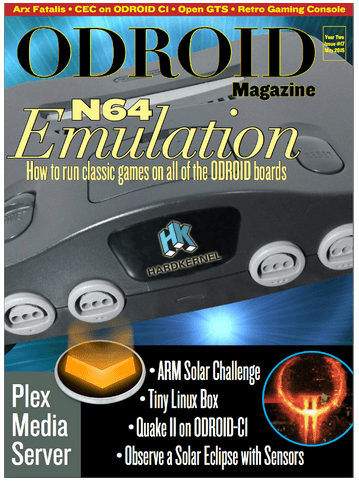 Arx Fatalis • CEC on ODROID C1 • Open GTS • Retro Gaming Console
ODROID
Year Two
Issue #17
May 2015
Magazine
N64
Emulation
How to run classic games on all of the ODROID boards
HK
HARDKERNEL
Plex
Media
Server
• ARM Solar Challenge
• Tiny Linux Box
• Quake II on ODROID-C1
• Observe a Solar Eclipse with Sensors